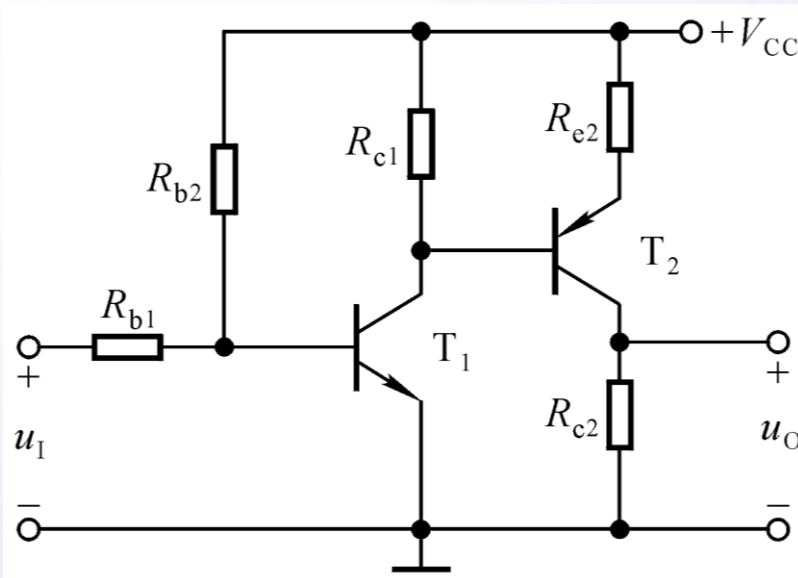 +V_CC
R_e2
R_c1
R_b2
T_2
R_b1
T_1
+
+
R_c2
u_I
u_O
−
−